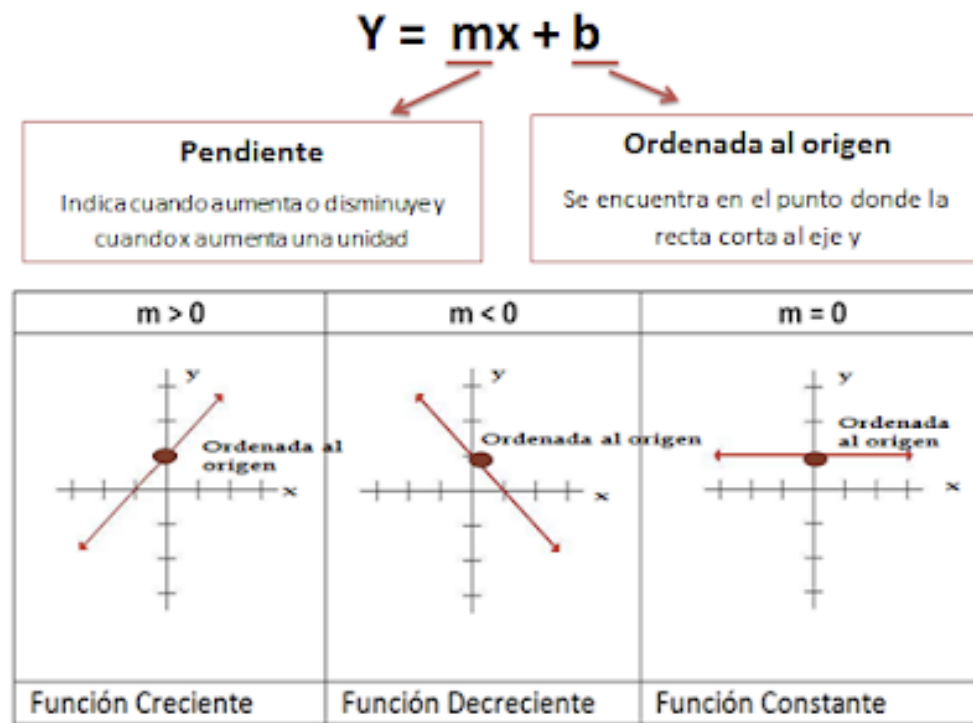 Y = mx + b
Pendiente
Indica cuando aumenta o disminuye y
cuando x aumenta una unidad
Ordenada al origen
Se encuentra en el punto donde la
recta corta al eje y
m > 0
m < 0
m = 0
y
Ordenada al
origen
x
y
Ordenada al origen
x
y
Ordenada
al origen
x
Función Creciente
Función Decreciente
Función Constante